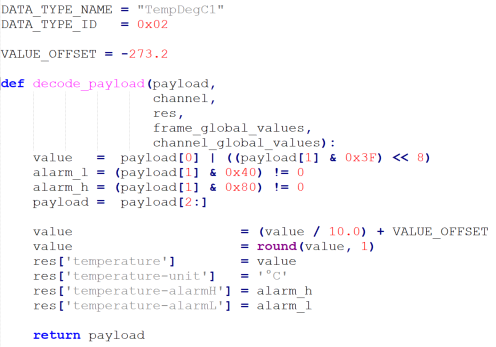 DATA_TYPE_NAME = "TempDegC1"
DATA_TYPE_ID   = 0x02

VALUE_OFFSET = -273.2

def decode_payload(payload,
                   channel,
                   res,
                   frame_global_values,
                   channel_global_values):
    value   =  payload[0] | ((payload[1] & 0x3F) << 8)
    alarm_l = (payload[1] & 0x40) != 0
    alarm_h = (payload[1] & 0x80) != 0
    payload =  payload[2:]

    value                     = (value / 10.0) + VALUE_OFFSET
    value                     = round(value, 1)
    res['temperature']        = value
    res['temperature-unit']   = '°C'
    res['temperature-alarmH'] = alarm_h
    res['temperature-alarmL'] = alarm_l

    return payload